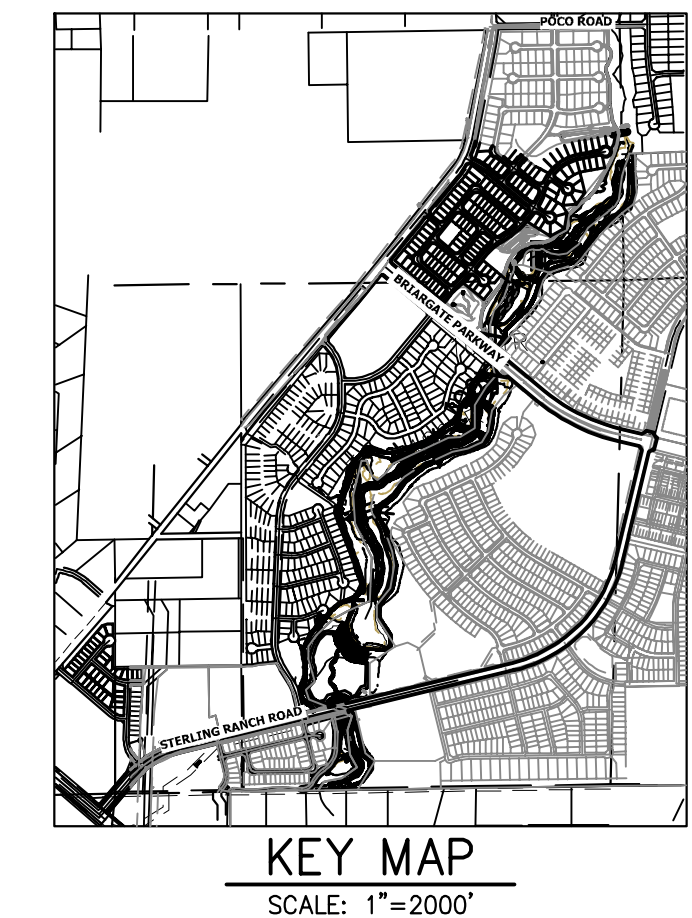 POCO ROAD
BRIARGATE PARKWAY
STERLING RANCH ROAD
KEY MAP
SCALE: 1"=2000'